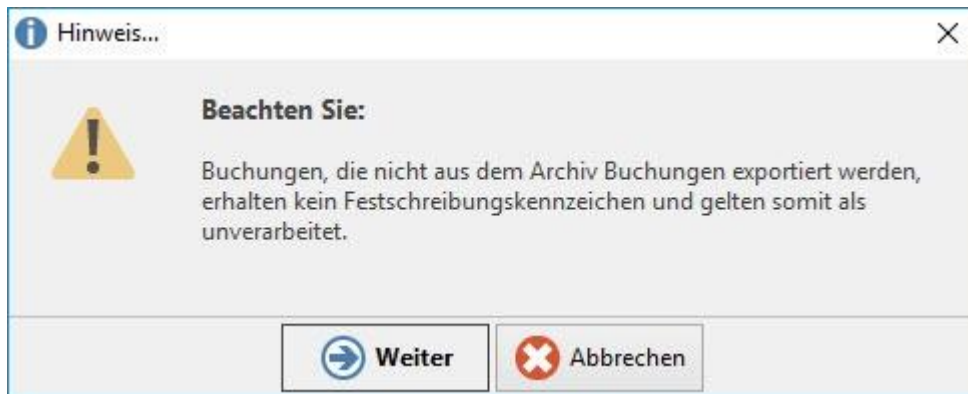 Hinweis...
Beachten Sie:
Buchungen, die nicht aus dem Archiv Buchungen exportiert werden,
erhalten kein Festschreibungskennzeichen und gelten somit als
unverarbeitet.
Weiter
Abbrechen